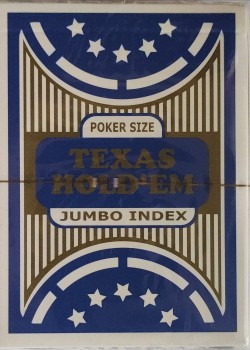 POKER SIZE
TEXAS
HOLD'EM
JUMBO INDEX